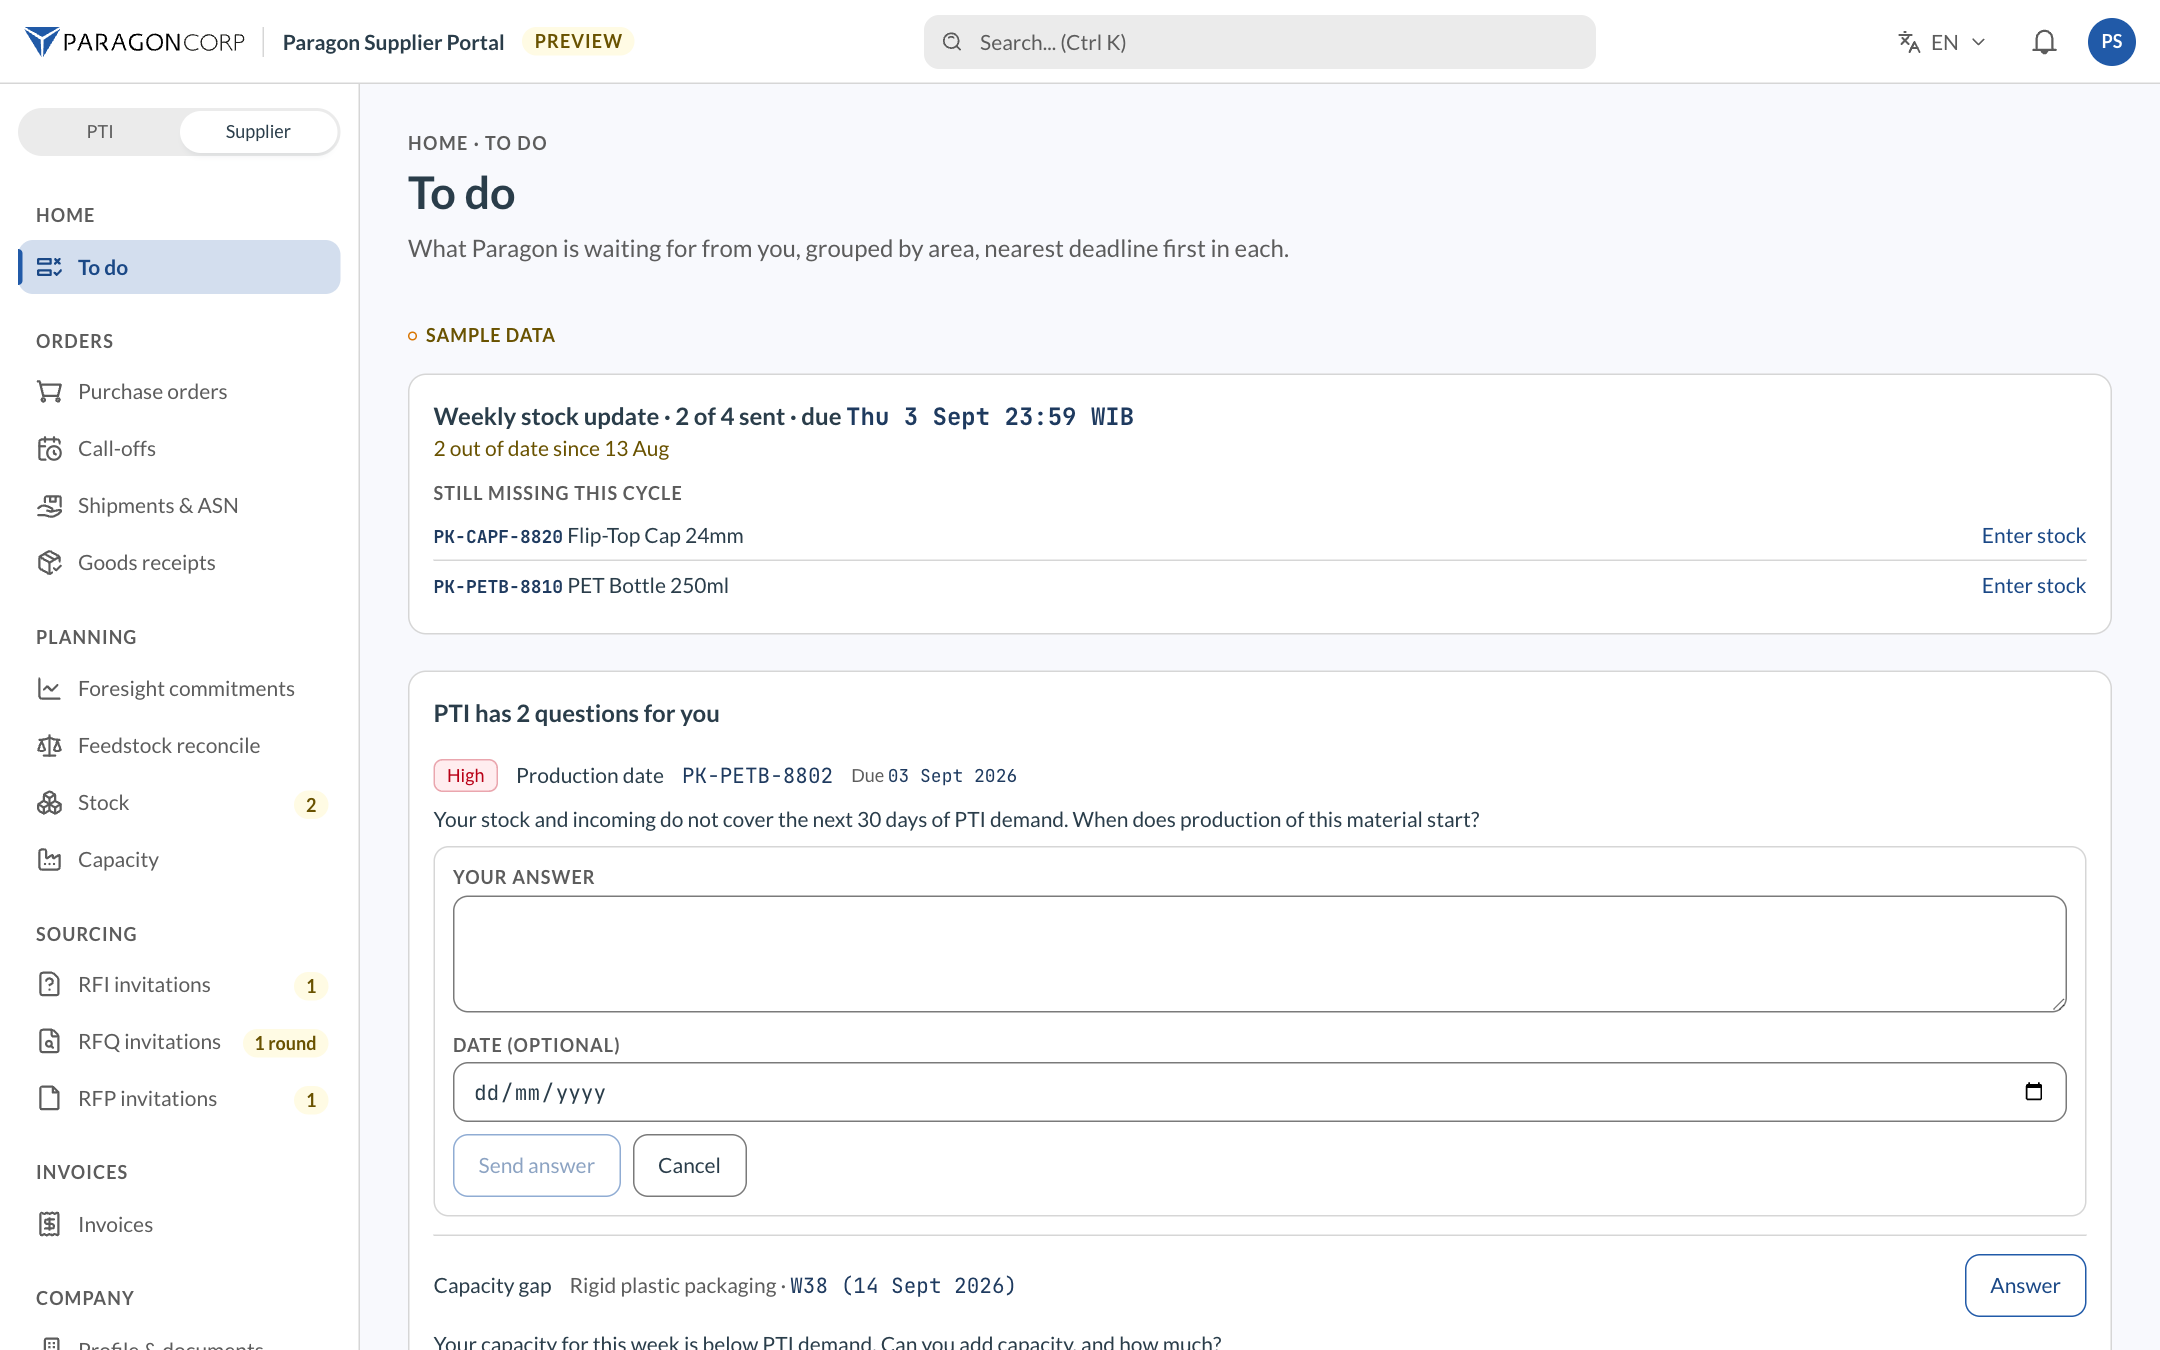 PARAGONCORP
Paragon Supplier Portal
PREVIEW
Search... (Ctrl K)
EN
PS
PTI
Supplier
HOME
To do
ORDERS
Purchase orders
Call-offs
Shipments & ASN
Goods receipts
PLANNING
Foresight commitments
Feedstock reconcile
Stock 2
Capacity
SOURCING
RFI invitations 1
RFQ invitations 1 round
RFP invitations 1
INVOICES
Invoices
COMPANY
Profile & documents
HOME · TO DO
To do
What Paragon is waiting for from you, grouped by area, nearest deadline first in each.
SAMPLE DATA
Weekly stock update · 2 of 4 sent · due Thu 3 Sept 23:59 WIB
2 out of date since 13 Aug
STILL MISSING THIS CYCLE
PK-CAPF-8820 Flip-Top Cap 24mm Enter stock
PK-PETB-8810 PET Bottle 250ml Enter stock
PTI has 2 questions for you
High Production date PK-PETB-8802 Due 03 Sept 2026
Your stock and incoming do not cover the next 30 days of PTI demand. When does production of this material start?
YOUR ANSWER
DATE (OPTIONAL)
dd/mm/yyyy
Send answer Cancel
Capacity gap Rigid plastic packaging · W38 (14 Sept 2026) Answer
Your capacity for this week is below PTI demand. Can you add capacity, and how much?